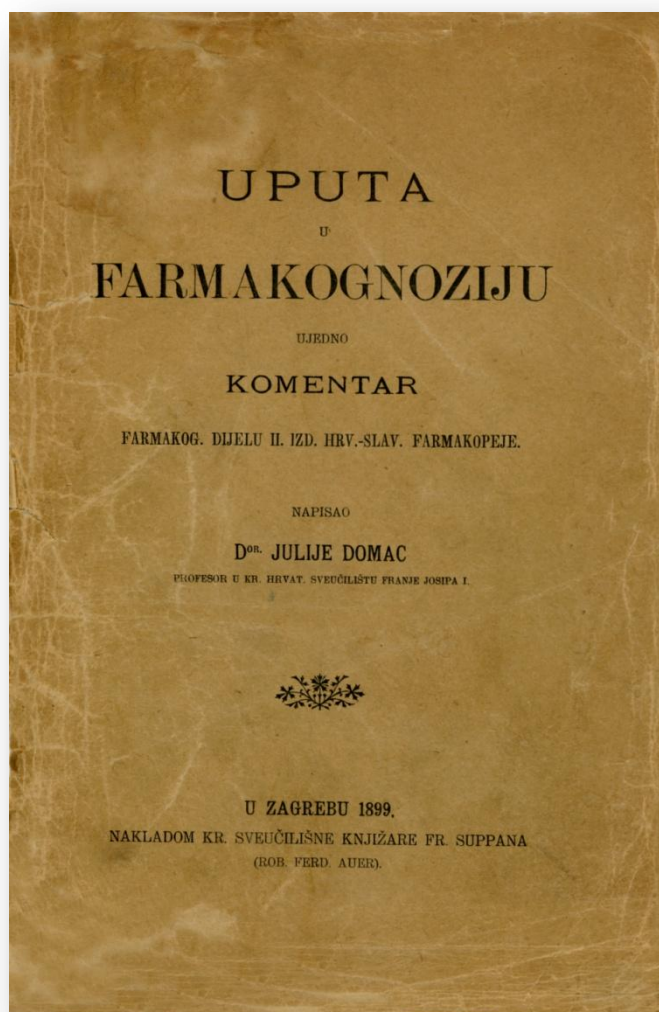 UPUTA
U
FARMAKOGNOZIJU
UJEDNO
KOMENTAR
FARMAKOG. DIJELU II. IZD. HRV.-SLAV. FARMAKOPEJE.
NAPISAO
DOR. JULIJE DOMAC
PROFESOR U KR. HRVAT. SVEUČILIŠTU FRANJE JOSIPA I.
U ZAGREBU 1899.
NAKLADOM KR. SVEUČILIŠNE KNJIŽARE FR. SUPPANA
(ROB. FERD. AUER).